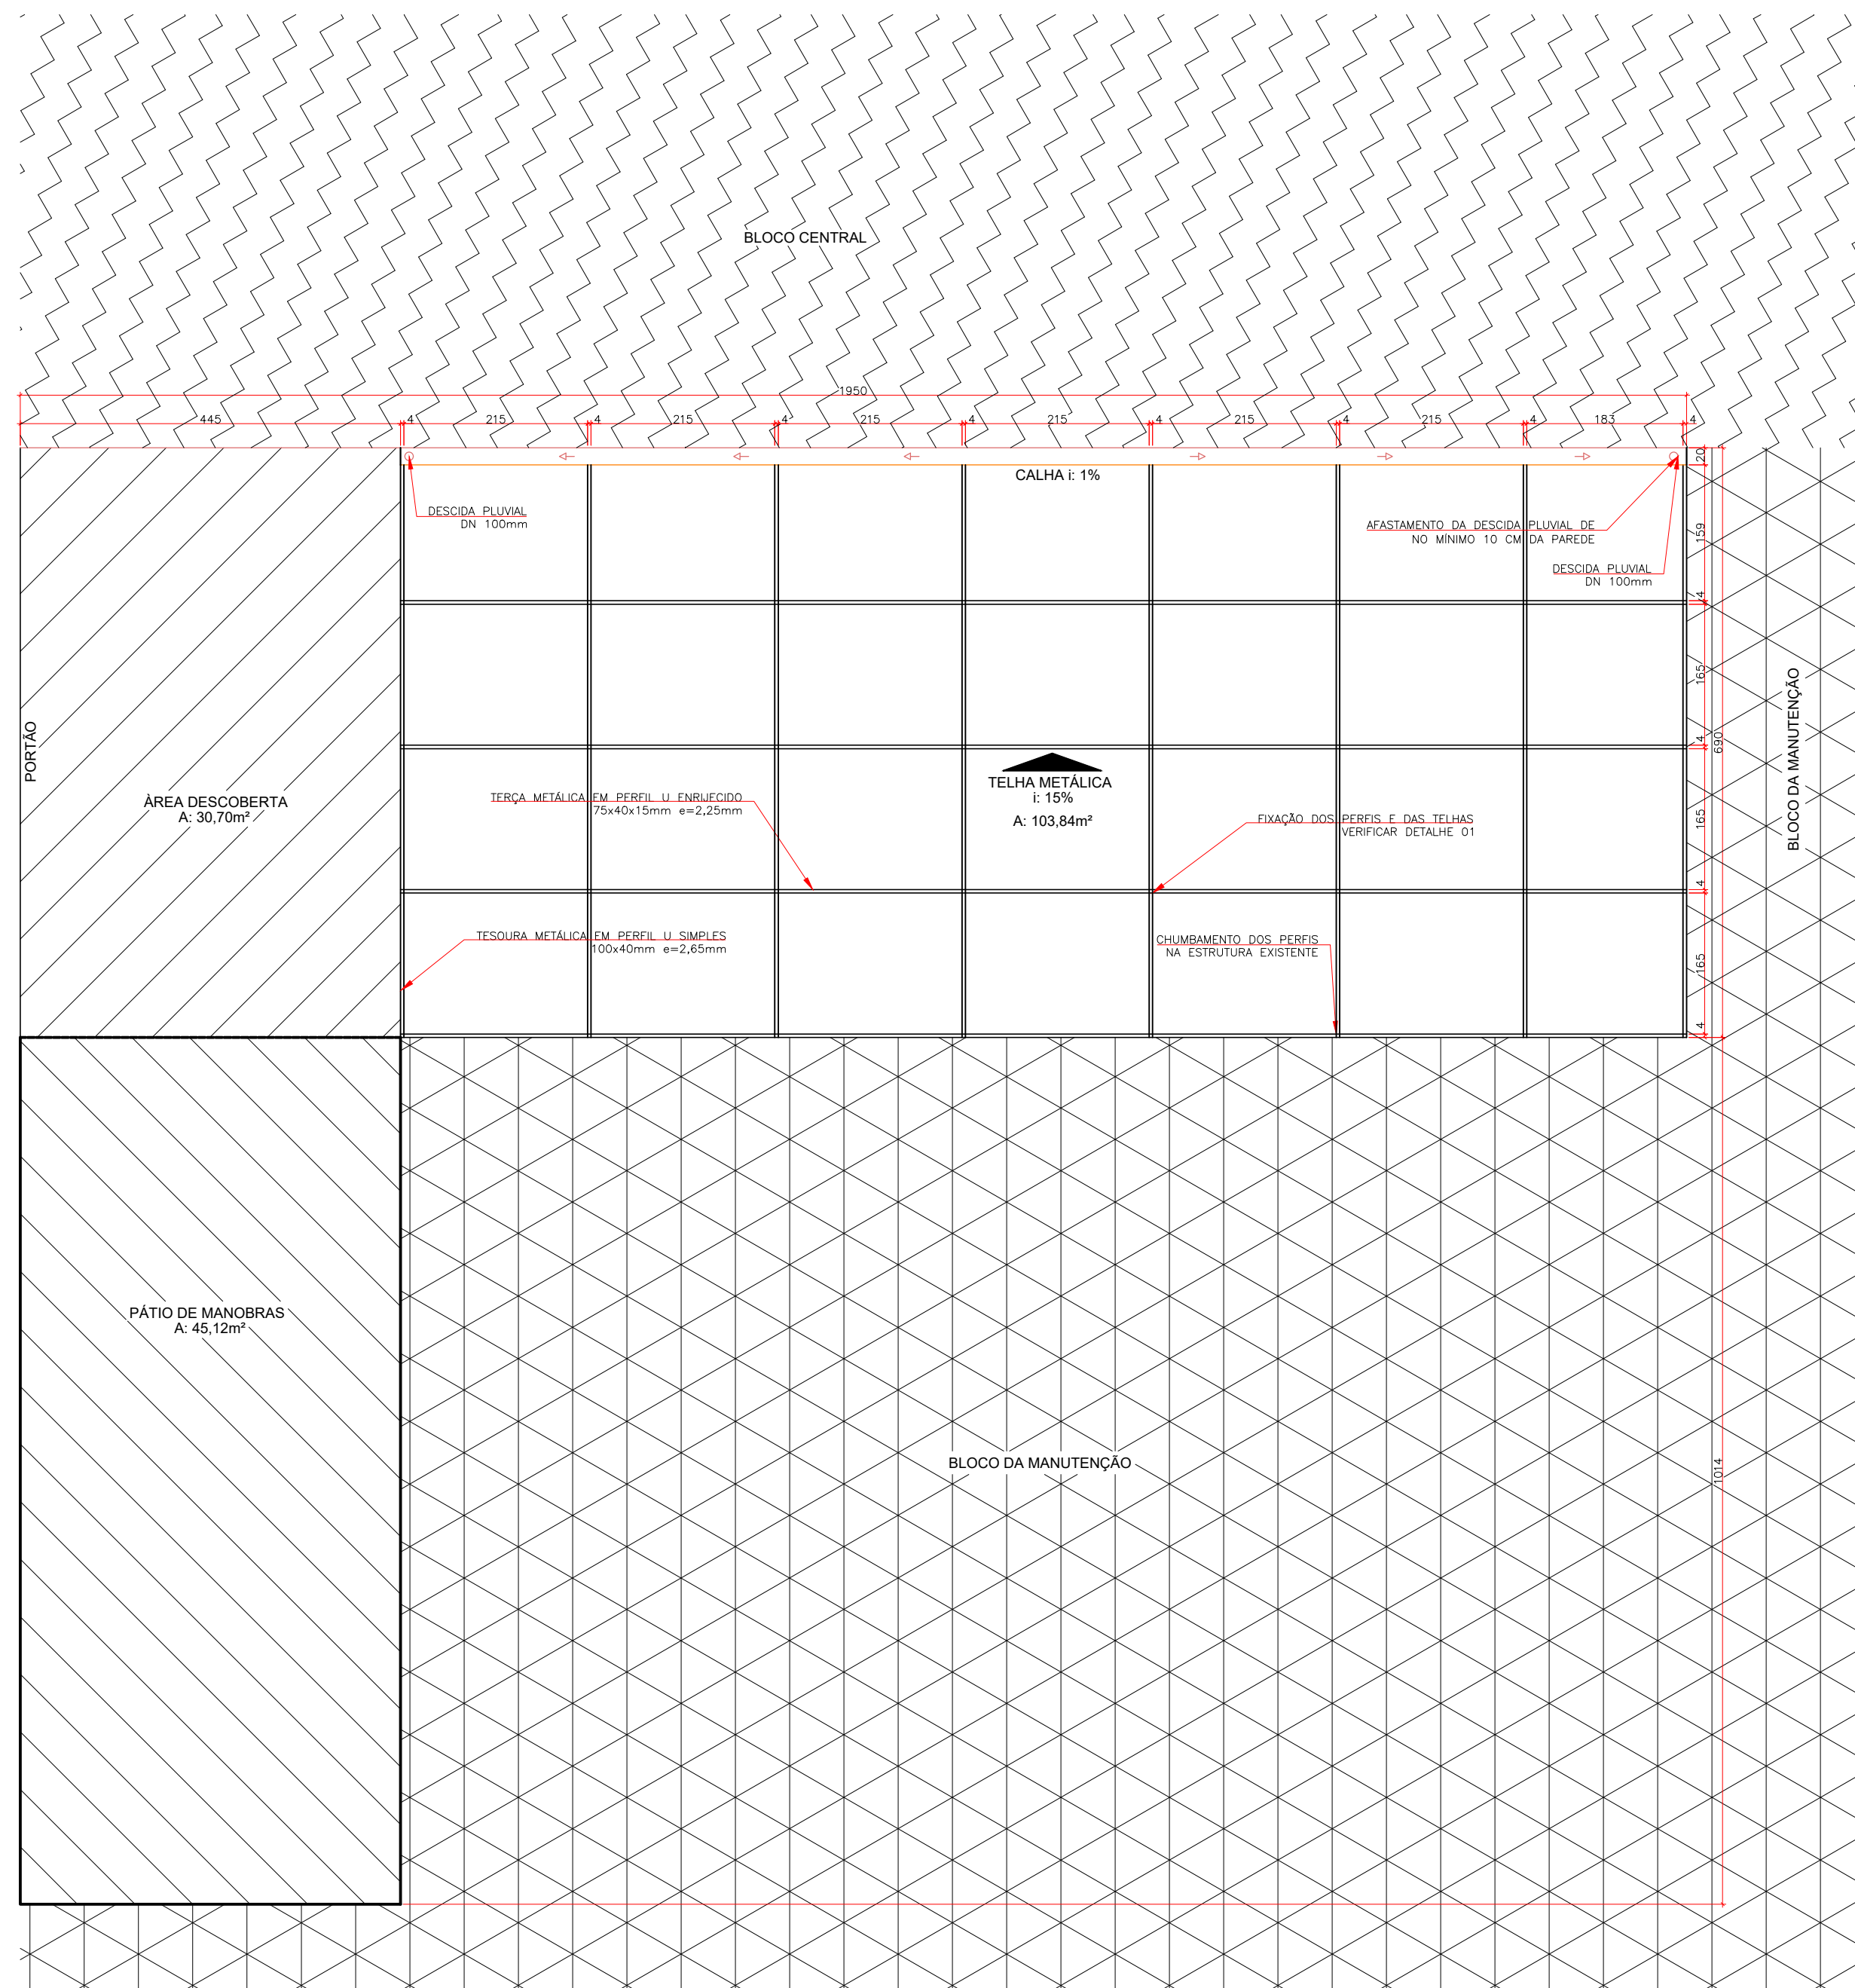 BLOCO CENTRAL
1950
445
4
215
4
215
4
215
4
215
4
215
4
215
4
183
4
CALHA i: 1%
20
DESCIDA PLUVIAL
DN 100mm
AFASTAMENTO DA DESCIDA PLUVIAL DE
NO MÍNIMO 10 CM DA PAREDE
159
DESCIDA PLUVIAL
DN 100mm
4
165
4
690
PORTÃO
BLOCO DA MANUTENÇÃO
ÀREA DESCOBERTA
A: 30,70m²
TELHA METÁLICA
i: 15%
A: 103,84m²
TERÇA METÁLICA EM PERFIL U ENRIJECIDO
75x40x15mm e=2,25mm
FIXAÇÃO DOS PERFIS E DAS TELHAS
VERIFICAR DETALHE 01
165
4
TESOURA METÁLICA EM PERFIL U SIMPLES
100x40mm e=2,65mm
CHUMBAMENTO DOS PERFIS
NA ESTRUTURA EXISTENTE
165
4
PÁTIO DE MANOBRAS
A: 45,12m²
BLOCO DA MANUTENÇÃO
1014